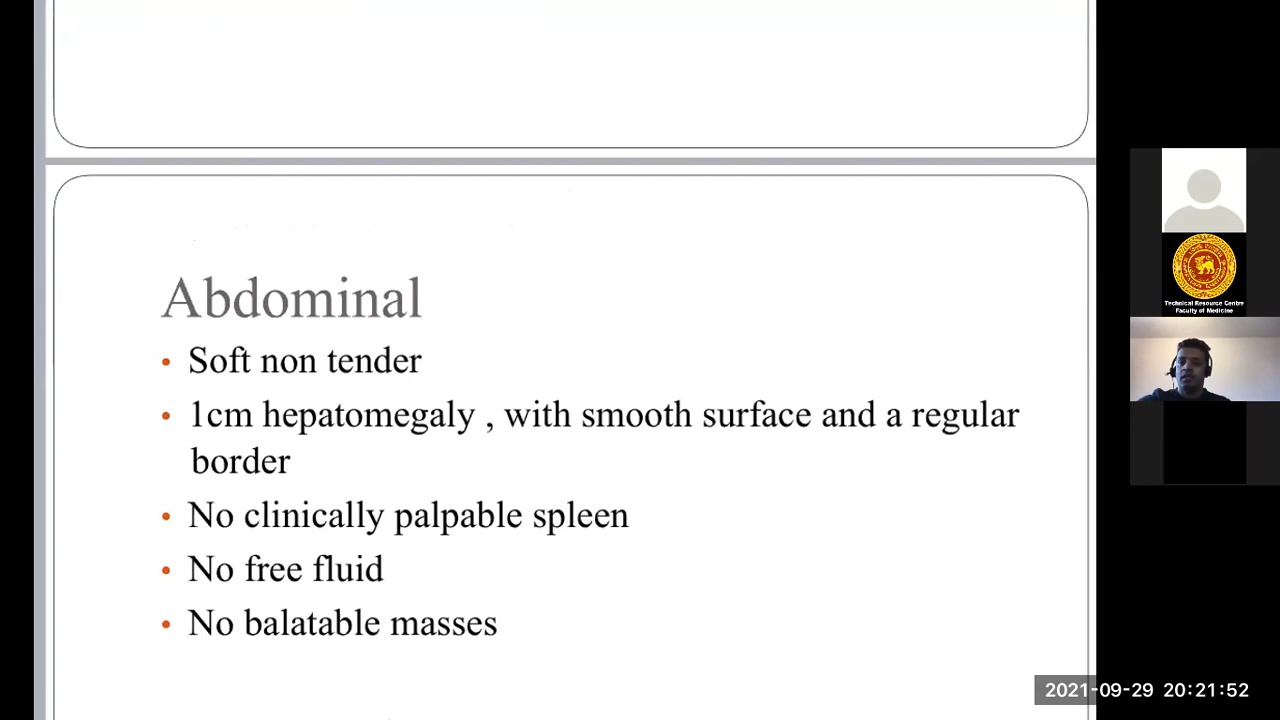 Abdominal
• Soft non tender
• 1cm hepatomegaly , with smooth surface and a regular
border
• No clinically palpable spleen
• No free fluid
• No balatable masses
Technical Resource Centre
Faculty of Medicine
2021-09-29 20:21:52